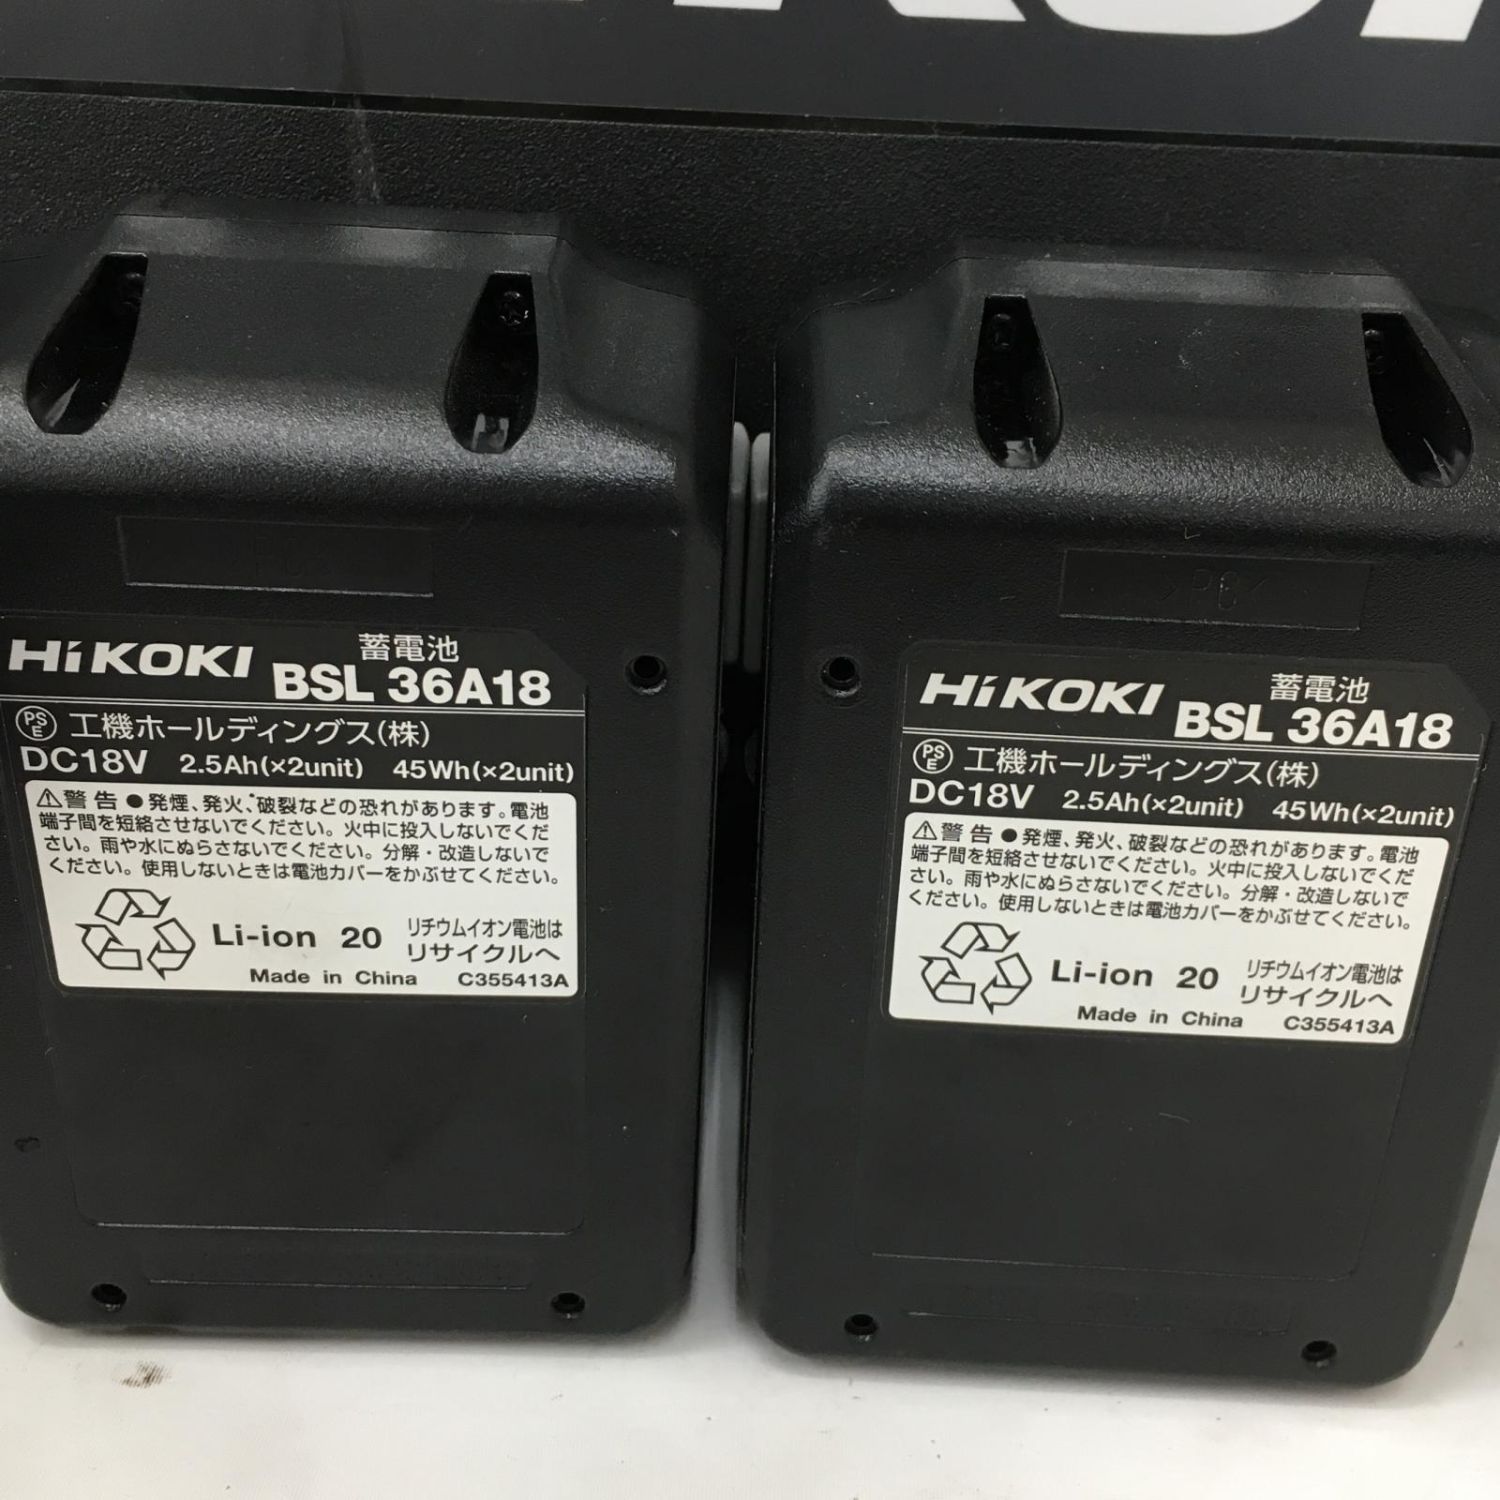 HiKOKI 蓄電池
BSL 36A18
PSE 工機ホールディングス(株)
DC18V 2.5Ah(×2unit) 45Wh(×2unit)
⚠警告 ●発煙、発火、破裂などの恐れがあります。電池
端子間を短絡させないでください。火中に投入しないでくだ
さい。雨や水にぬらさないでください。分解・改造しないで
ください。使用しないときは電池カバーをかぶせてください。
Li-ion 20 リチウムイオン電池は
リサイクルへ
Made in China C355413A
>PC<
HiKOKI 蓄電池
BSL 36A18
PSE 工機ホールディングス(株)
DC18V 2.5Ah(×2unit) 45Wh(×2unit)
⚠警告 ●発煙、発火、破裂などの恐れがあります。電池
端子間を短絡させないでください。火中に投入しないでくだ
さい。雨や水にぬらさないでください。分解・改造しないで
ください。使用しないときは電池カバーをかぶせてください。
Li-ion 20 リチウムイオン電池は
リサイクルへ
Made in China C355413A